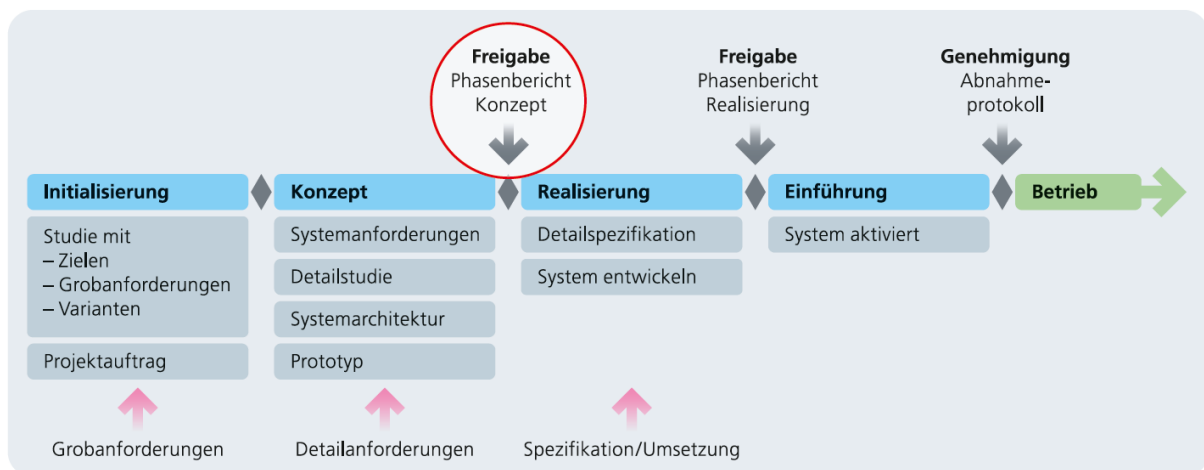 Freigabe
Phasenbericht
Konzept
Freigabe
Phasenbericht
Realisierung
Genehmigung
Abnahme-
protokoll
Initialisierung
Konzept
Realisierung
Einführung
Betrieb
Studie mit
– Zielen
– Grobanforderungen
– Varianten
Projektauftrag
Systemanforderungen
Detailstudie
Systemarchitektur
Prototyp
Detailspezifikation
System entwickeln
System aktiviert
Grobanforderungen
Detailanforderungen
Spezifikation/Umsetzung